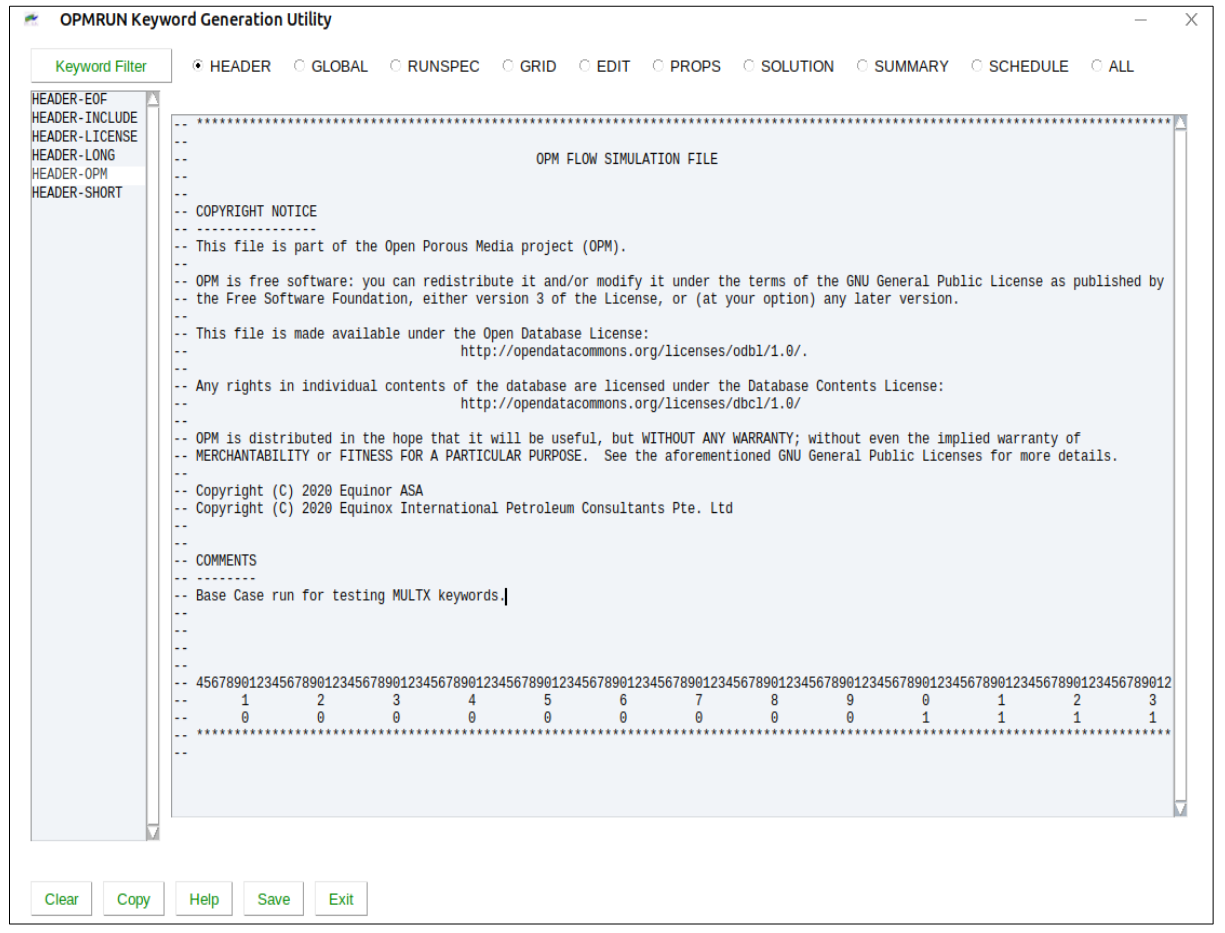 OPMRUN Keyword Generation Utility
Keyword Filter
HEADER GLOBAL RUNSPEC GRID EDIT PROPS SOLUTION SUMMARY SCHEDULE ALL
HEADER-EOF
HEADER-INCLUDE
HEADER-LICENSE
HEADER-LONG
HEADER-OPM
HEADER-SHORT
-- **********************************************************************************************************************************
--
-- OPM FLOW SIMULATION FILE
--
--
-- COPYRIGHT NOTICE
-- ----------------
-- This file is part of the Open Porous Media project (OPM).
--
-- OPM is free software: you can redistribute it and/or modify it under the terms of the GNU General Public License as published by
-- the Free Software Foundation, either version 3 of the License, or (at your option) any later version.
--
-- This file is made available under the Open Database License:
-- http://opendatacommons.org/licenses/odbl/1.0/.
--
-- Any rights in individual contents of the database are licensed under the Database Contents License:
-- http://opendatacommons.org/licenses/dbcl/1.0/
--
-- OPM is distributed in the hope that it will be useful, but WITHOUT ANY WARRANTY; without even the implied warranty of
-- MERCHANTABILITY or FITNESS FOR A PARTICULAR PURPOSE.  See the aforementioned GNU General Public Licenses for more details.
--
-- Copyright (C) 2020 Equinor ASA
-- Copyright (C) 2020 Equinox International Petroleum Consultants Pte. Ltd
--
--
-- COMMENTS
-- --------
-- Base Case run for testing MULTX keywords.
--
--
--
--
-- 456789012345678901234567890123456789012345678901234567890123456789012345678901234567890123456789012345678901234567890123456789012
-- 1 2 3 4 5 6 7 8 9 0 1 2 3
-- 0 0 0 0 0 0 0 0 0 1 1 1 1
-- **********************************************************************************************************************************
--
Clear Copy Help Save Exit